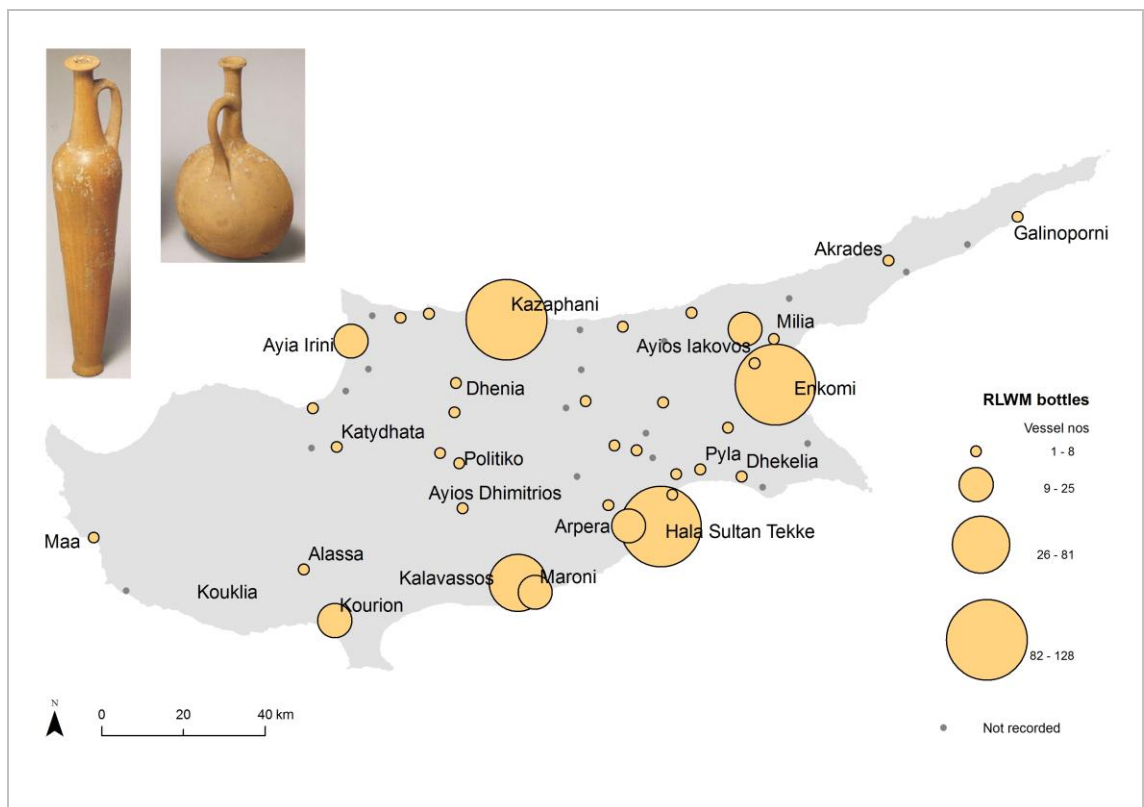 Galinoporni
Akrades
Kazaphani
Milia
Ayia Irini
Ayios Iakovos
Enkomi
Dhenia
Katydhata
Politiko
Pyla
Dhekelia
Ayios Dhimitrios
Arpera
Hala Sultan Tekke
Maa
Alassa
Kalavassos
Maroni
Kouklia
Kourion
RLWM bottles
Vessel nos
1 - 8
9 - 25
26 - 81
82 - 128
Not recorded
N
0 20 40 km